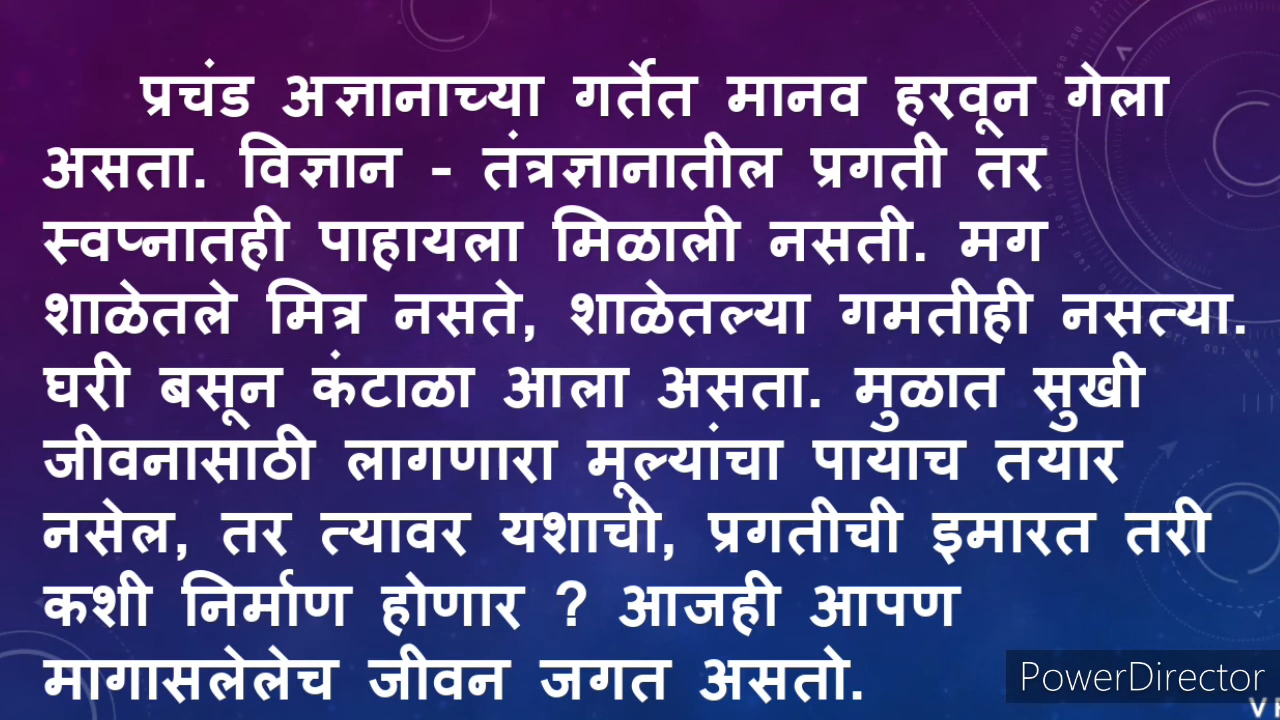 प्रचंड अज्ञानाच्या गर्तेत मानव हरवून गेला
असता. विज्ञान - तंत्रज्ञानातील प्रगती तर
स्वप्नातही पाहायला मिळाली नसती. मग
शाळेतले मित्र नसते, शाळेतल्या गमतीही नसत्या.
घरी बसून कंटाळा आला असता. मुळात सुखी
जीवनासाठी लागणारा मूल्यांचा पायाच तयार
नसेल, तर त्यावर यशाची, प्रगतीची इमारत तरी
कशी निर्माण होणार ? आजही आपण
मागासलेलेच जीवन जगत असतो.
PowerDirector